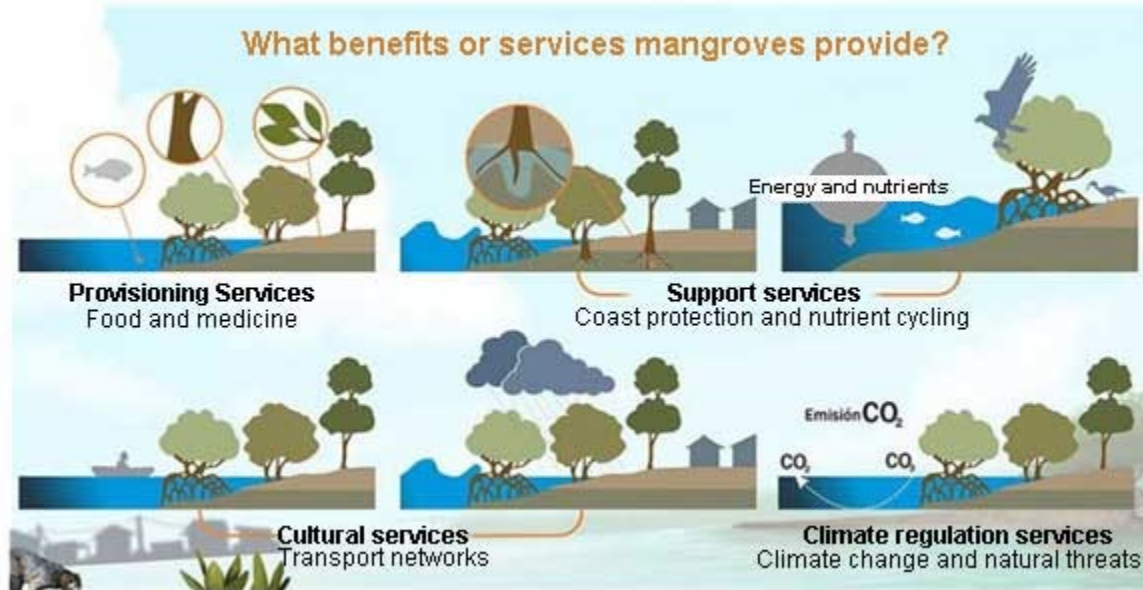 What benefits or services mangroves provide?
Energy and nutrients
Provisioning Services
Food and medicine
Support services
Coast protection and nutrient cycling
Emisión CO₂
CO₂
CO₂
Cultural services
Transport networks
Climate regulation services
Climate change and natural threats